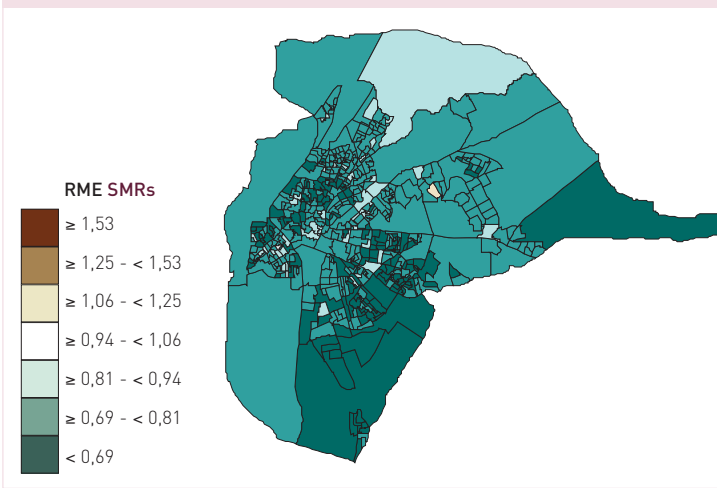 RME SMRs
≥ 1,53
≥ 1,25 - < 1,53
≥ 1,06 - < 1,25
≥ 0,94 - < 1,06
≥ 0,81 - < 0,94
≥ 0,69 - < 0,81
< 0,69